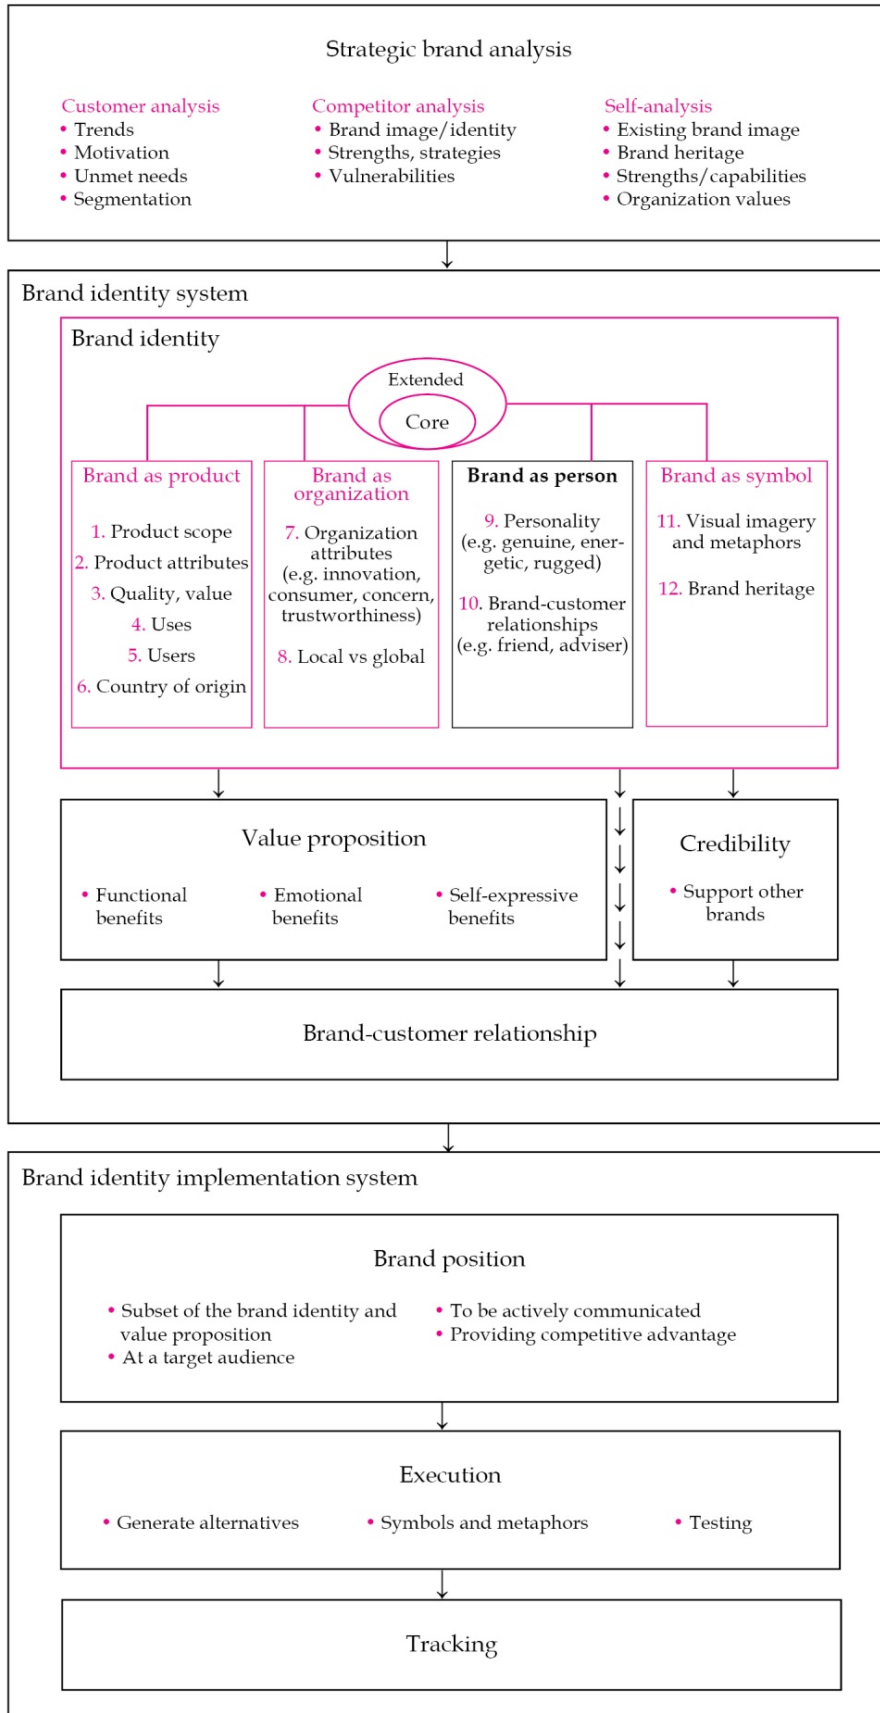 Strategic brand analysis
Customer analysis
• Trends
• Motivation
• Unmet needs
• Segmentation
Competitor analysis
• Brand image/identity
• Strengths, strategies
• Vulnerabilities
Self-analysis
• Existing brand image
• Brand heritage
• Strengths/capabilities
• Organization values
Brand identity system
Brand identity
Extended
Core
Brand as product
1. Product scope
2. Product attributes
3. Quality, value
4. Uses
5. Users
6. Country of origin
Brand as
organization
7. Organization
attributes
(e.g. innovation,
consumer, concern,
trustworthiness)
8. Local vs global
Brand as person
9. Personality
(e.g. genuine, ener-
getic, rugged)
10. Brand-customer
relationships
(e.g. friend, adviser)
Brand as symbol
11. Visual imagery
and metaphors
12. Brand heritage
Value proposition
• Functional
benefits
• Emotional
benefits
• Self-expressive
benefits
Credibility
• Support other
brands
Brand-customer relationship
Brand identity implementation system
Brand position
• Subset of the brand identity and
value proposition
• At a target audience
• To be actively communicated
• Providing competitive advantage
Execution
• Generate alternatives
• Symbols and metaphors
• Testing
Tracking